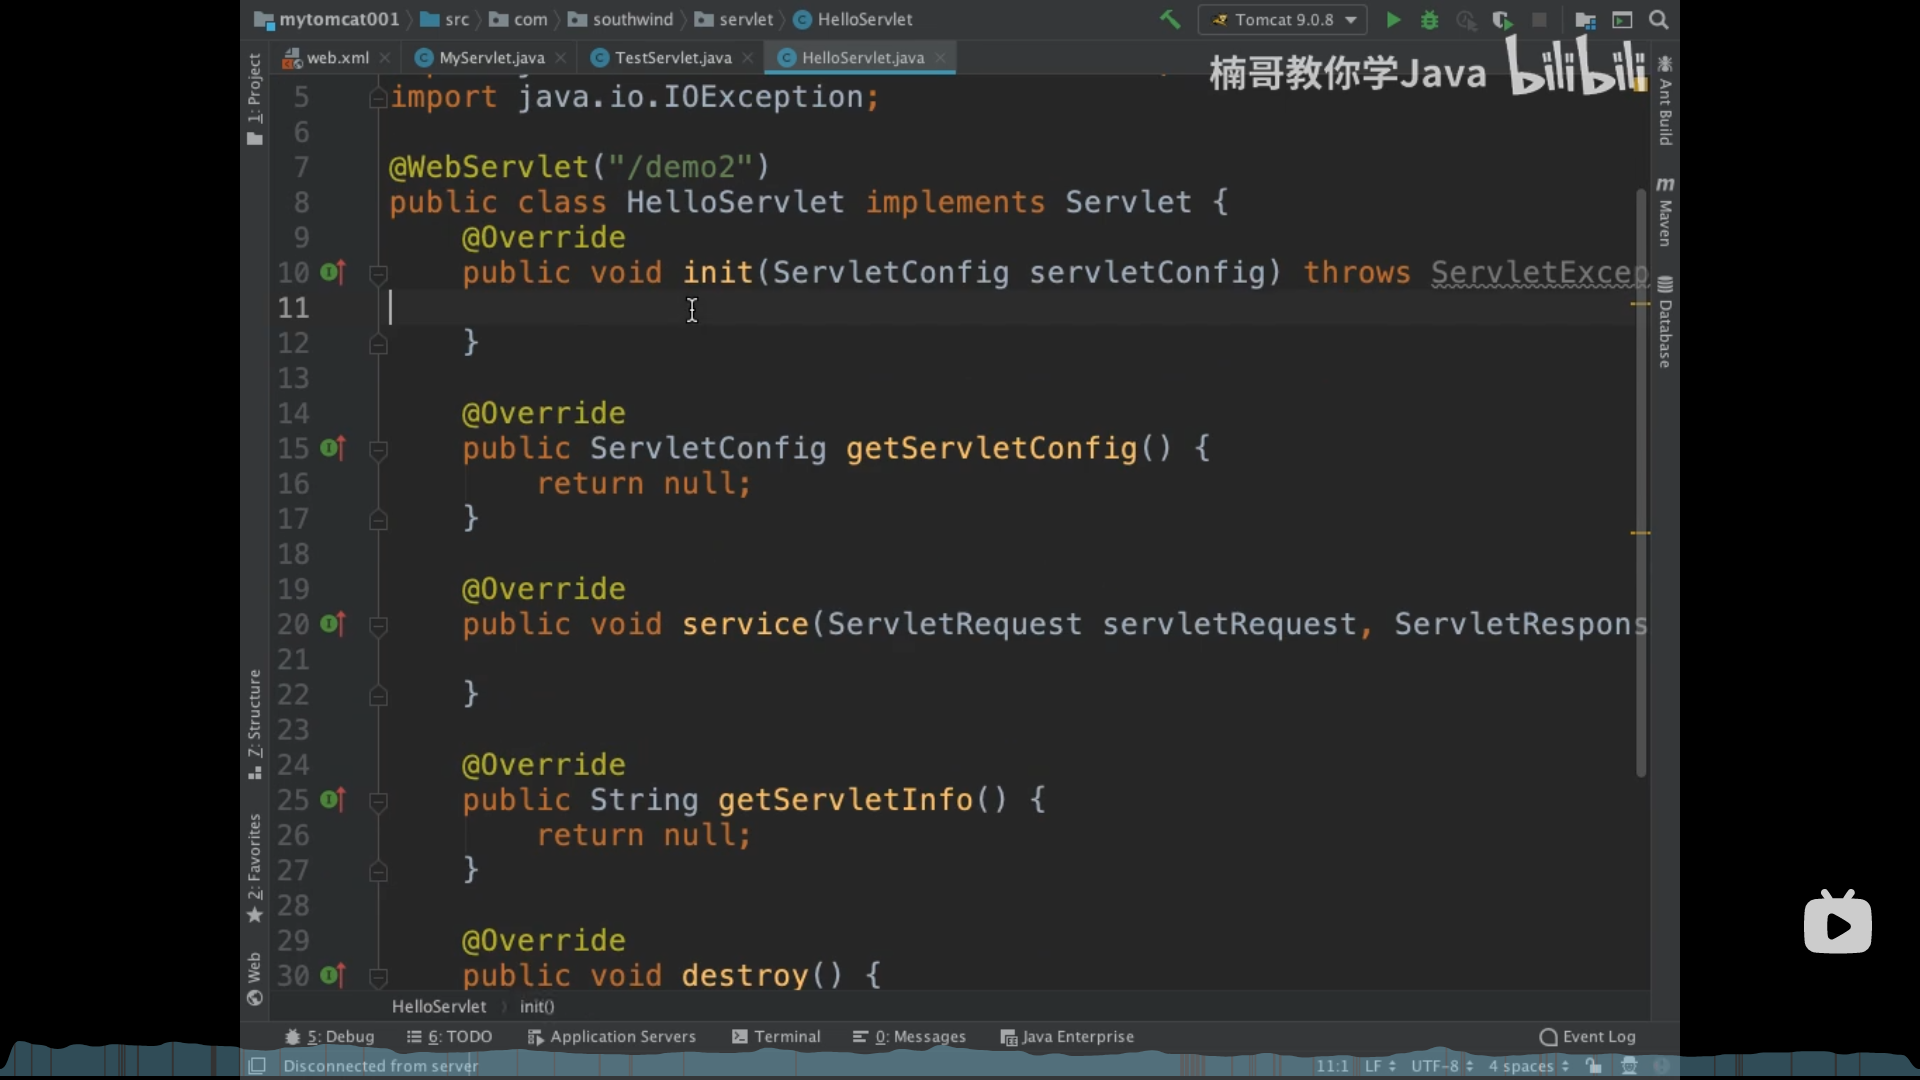 mytomcat001 src com southwind servlet HelloServlet Tomcat 9.0.8
web.xml MyServlet.java TestServlet.java HelloServlet.java
楠哥教你学Java bilibili
1: Project
Ant Build
Maven
Database
5 import java.io.IOException;
6
7 @WebServlet("/demo2")
8 public class HelloServlet implements Servlet {
9 @Override
10 public void init(ServletConfig servletConfig) throws ServletExcep
11
12 }
13
14 @Override
15 public ServletConfig getServletConfig() {
16 return null;
17 }
18
19 @Override
20 public void service(ServletRequest servletRequest, ServletRespons
21
22 }
23
24 @Override
25 public String getServletInfo() {
26 return null;
27 }
28
29 @Override
30 public void destroy() {
7: Structure
2: Favorites
Web
HelloServlet init()
5: Debug 6: TODO Application Servers Terminal 0: Messages Java Enterprise Event Log
Disconnected from server 11:1 LF UTF-8 4 spaces